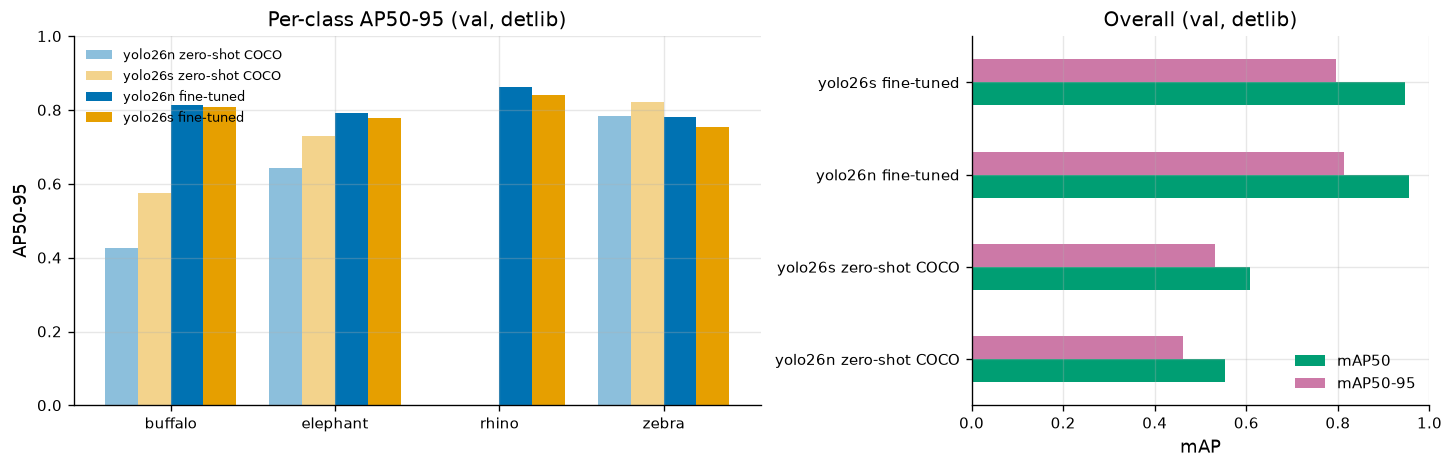 Per-class AP50-95 (val, detlib)
1.0
0.8
0.6
0.4
0.2
0.0
AP50-95
yolo26n zero-shot COCO
yolo26s zero-shot COCO
yolo26n fine-tuned
yolo26s fine-tuned
buffalo
elephant
rhino
zebra
Overall (val, detlib)
yolo26s fine-tuned
yolo26n fine-tuned
yolo26s zero-shot COCO
yolo26n zero-shot COCO
mAP50
mAP50-95
0.0
0.2
0.4
0.6
0.8
1.0
mAP